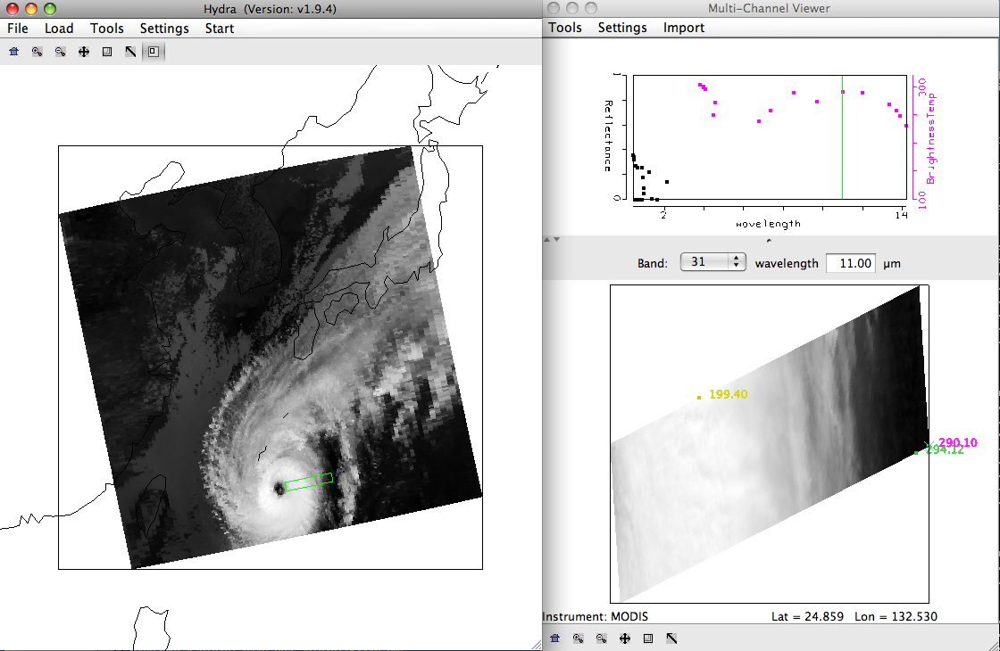 Hydra (Version: v1.9.4)
File Load Tools Settings Start
Multi-Channel Viewer
Tools Settings Import
1
Reflectance
0
300
BrightnessTemp
100
2
14
wavelength
Band: 31 wavelength 11.00 µm
199.40
290.10
294.12
Instrument: MODIS
Lat = 24.859 Lon = 132.530